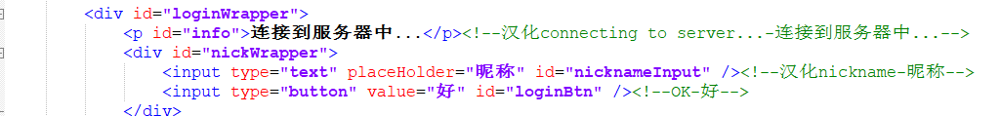 <div id="loginWrapper">
<p id="info">连接到服务器中...</p><!--汉化connecting to server...-连接到服务器中...-->
<div id="nickWrapper">
<input type="text" placeHolder="昵称" id="nicknameInput" /><!--汉化nickname-昵称-->
<input type="button" value="好" id="loginBtn" /><!--OK-好-->
</div>